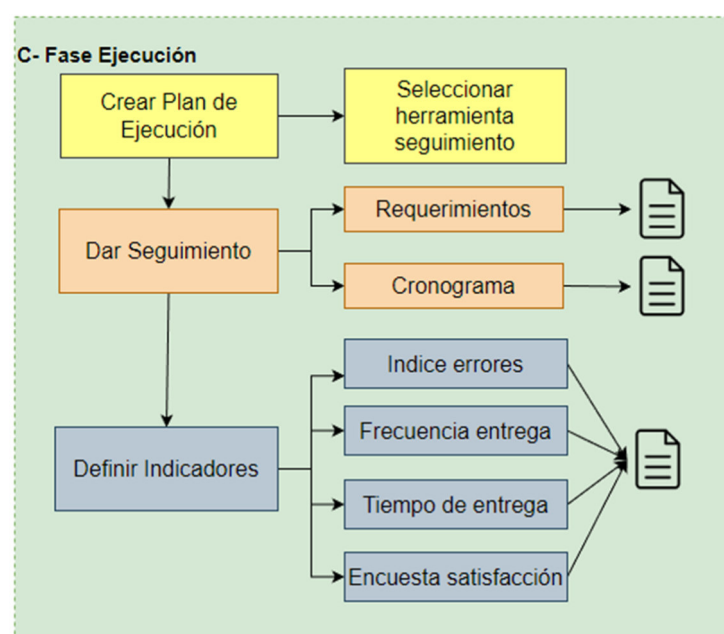 C- Fase Ejecución
Crear Plan de
Ejecución
Seleccionar
herramienta
seguimiento
Dar Seguimiento
Requerimientos
Cronograma
Definir Indicadores
Indice errores
Frecuencia entrega
Tiempo de entrega
Encuesta satisfacción